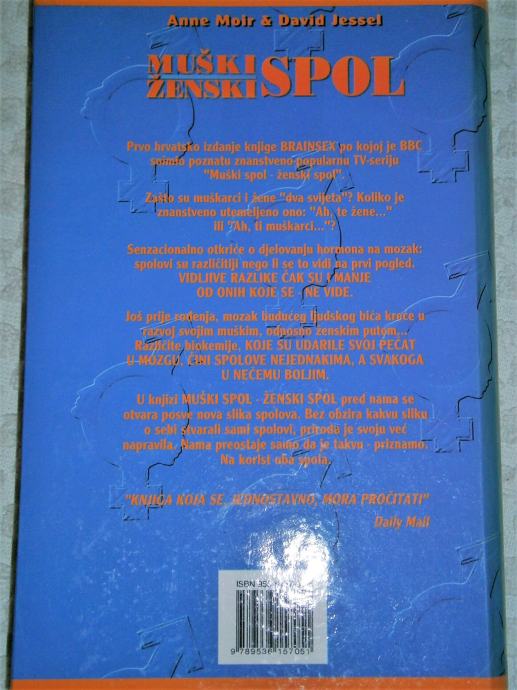 Anne Moir & David Jessel
MUŠKI
ŽENSKI SPOL
Prvo hrvatsko izdanje knjige BRAINSEX po kojoj je BBC
snimio poznatu znanstveno-popularnu TV-seriju
"Muški spol - ženski spol".
Zašto su muškarci i žene "dva svijeta"? Koliko je
znanstveno utemeljeno ono: "Ah, te žene..."
ili "Ah, ti muškarci..."?
Senzacionalno otkriće o djelovanju hormona na mozak:
spolovi su različitiji nego li se to vidi na prvi pogled.
VIDLJIVE RAZLIKE ČAK SU I MANJE
OD ONIH KOJE SE - NE VIDE.
Još prije rođenja, mozak budućeg ljudskog bića kreće u
razvoj svojim muškim, odnosno ženskim putom,..
Različite biokemije, KOJE SU UDARILE SVOJ PEČAT
U MOZGU, ČINI SPOLOVE NEJEDNAKIMA, A SVAKOGA
U NEČEMU BOLJIM.
U knjizi MUŠKI SPOL - ŽENSKI SPOL pred nama se
otvara posve nova slika spolova. Bez obzira kakvu sliku
o sebi stvarali sami spolovi, priroda je svoju već
napravila. Nama preostaje samo da je takvu - priznamo.
Na korist oba spola.
"KNJIGA KOJA SE, JEDNOSTAVNO, MORA PROČITATI"
Daily Mail
ISBN
9 789536 157051